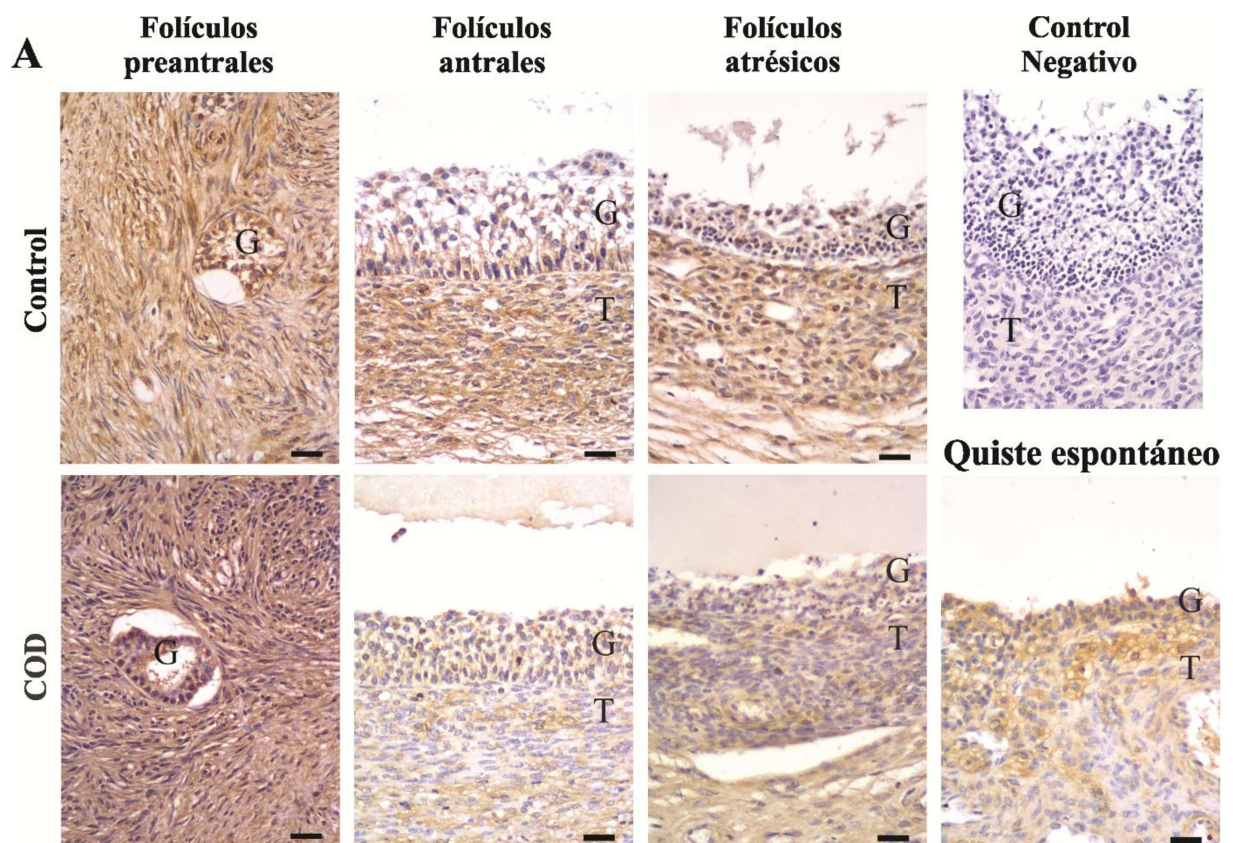 A
Folículos
preantrales
Folículos
antrales
Folículos
atrésicos
Control
Negativo
Control
G
G
T
G
T
G
T
Quiste espontáneo
COD
G
G
T
G
T
G
T